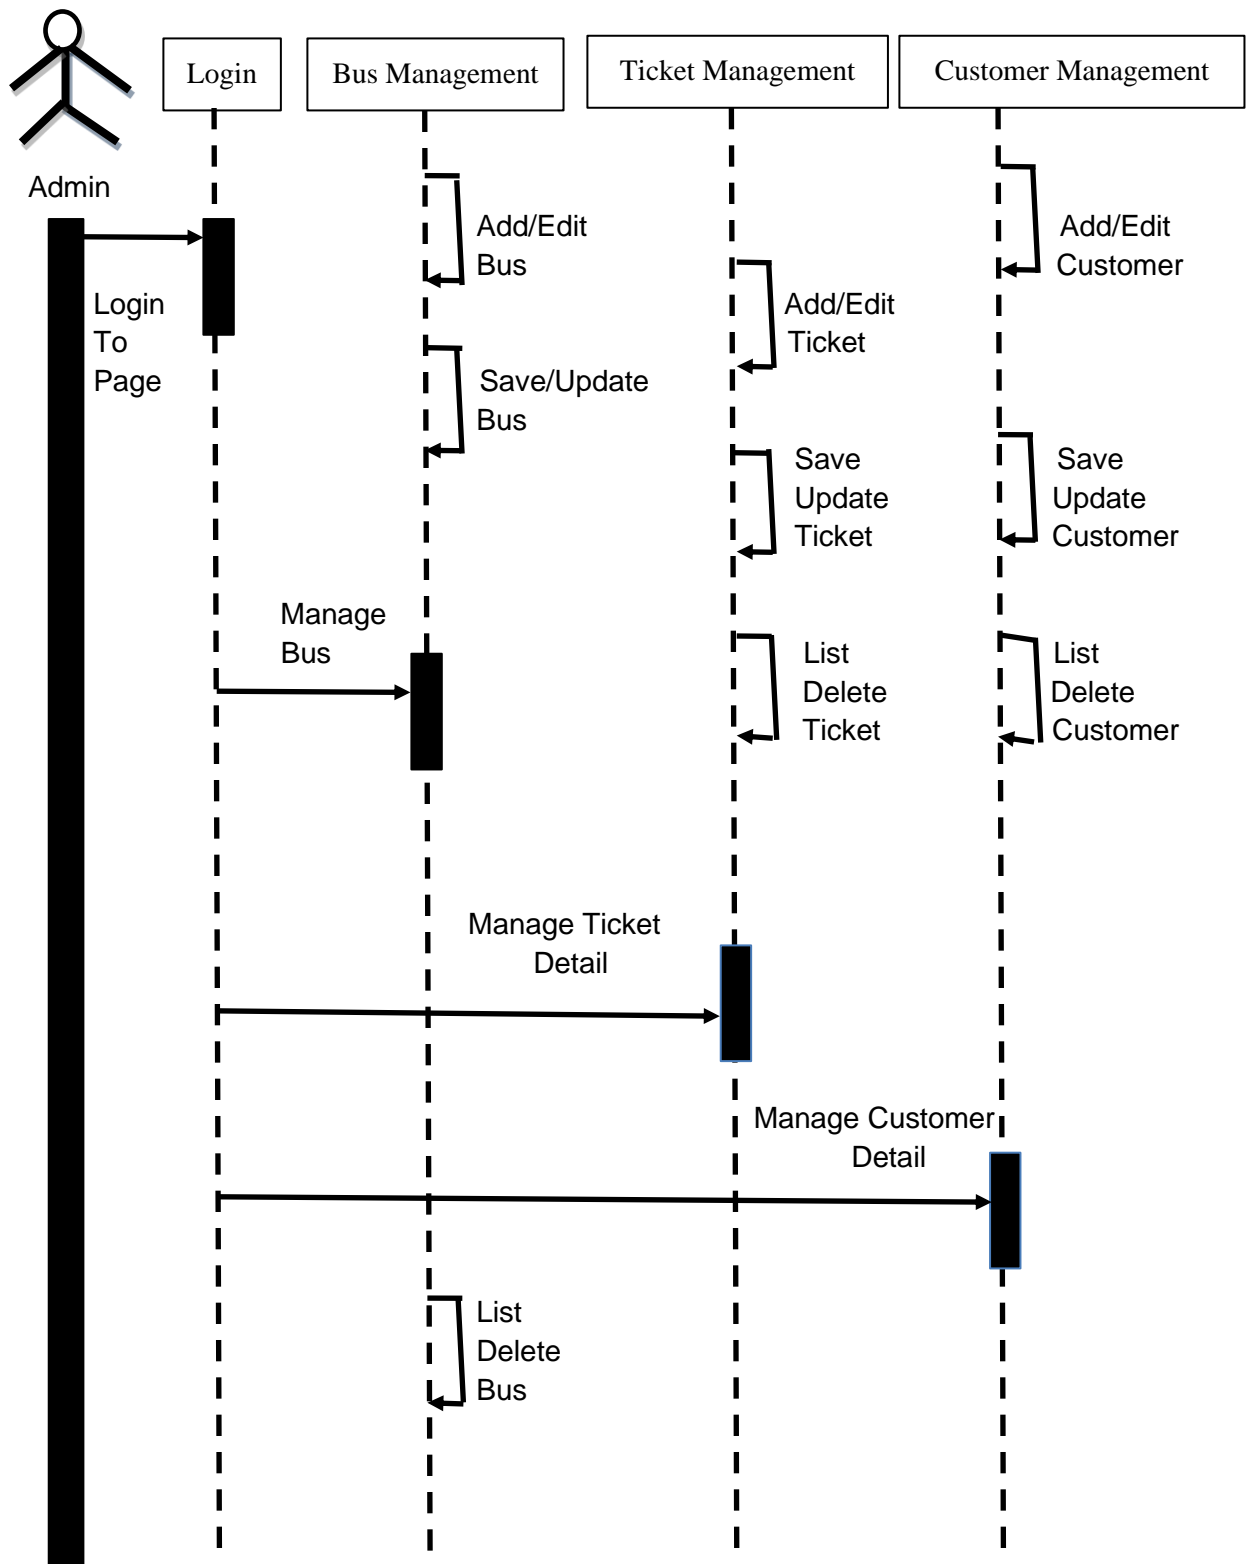 Login
Bus Management
Ticket Management
Customer Management
Admin
Login
To
Page
Add/Edit
Bus
Add/Edit
Customer
Add/Edit
Ticket
Save/Update
Bus
Save
Update
Ticket
Save
Update
Customer
Manage
Bus
List
Delete
Ticket
List
Delete
Customer
Manage Ticket
Detail
Manage Customer
Detail
List
Delete
Bus